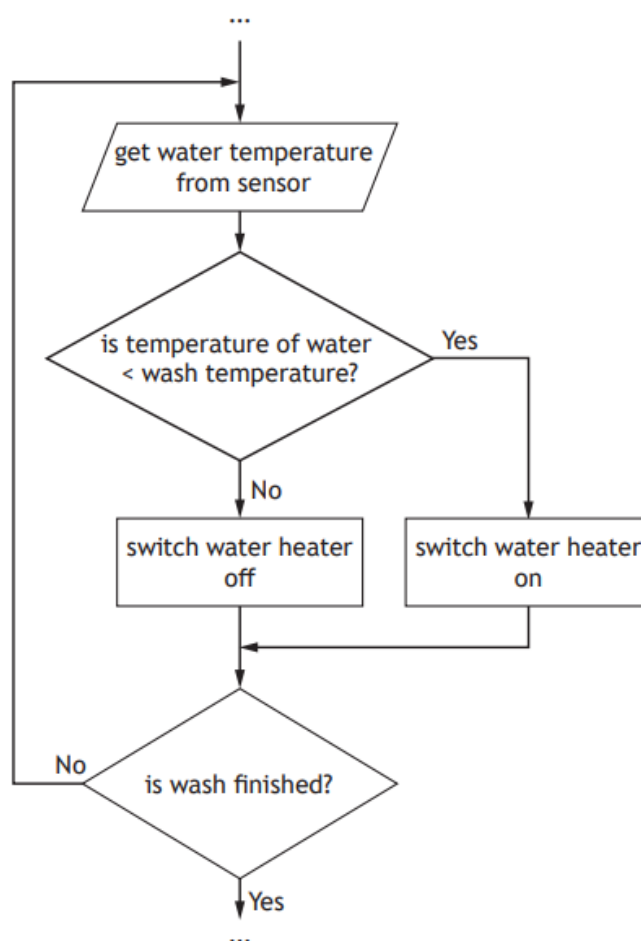 ...
get water temperature
from sensor
is temperature of water
< wash temperature?
Yes
No
switch water heater
off
switch water heater
on
No
is wash finished?
Yes
...